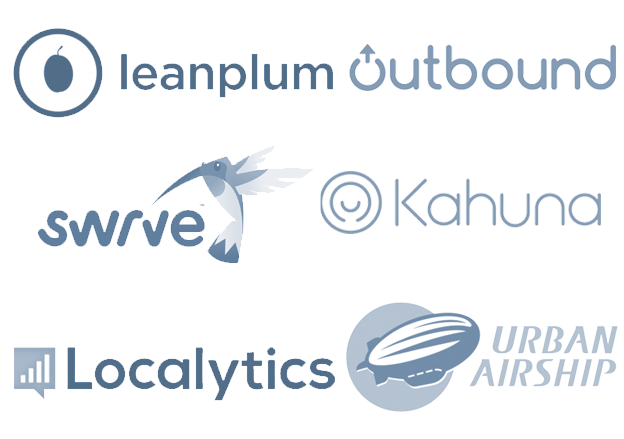 leanplum
Outbound
swrve
Kahuna
Localytics
URBAN
AIRSHIP